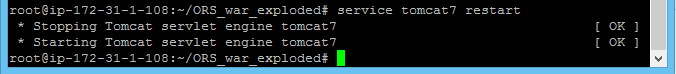 root@ip-172-31-1-108:~/ORS_war_exploded# service tomcat7 restart
 * Stopping Tomcat servlet engine tomcat7 [ OK ]
 * Starting Tomcat servlet engine tomcat7 [ OK ]
root@ip-172-31-1-108:~/ORS_war_exploded#